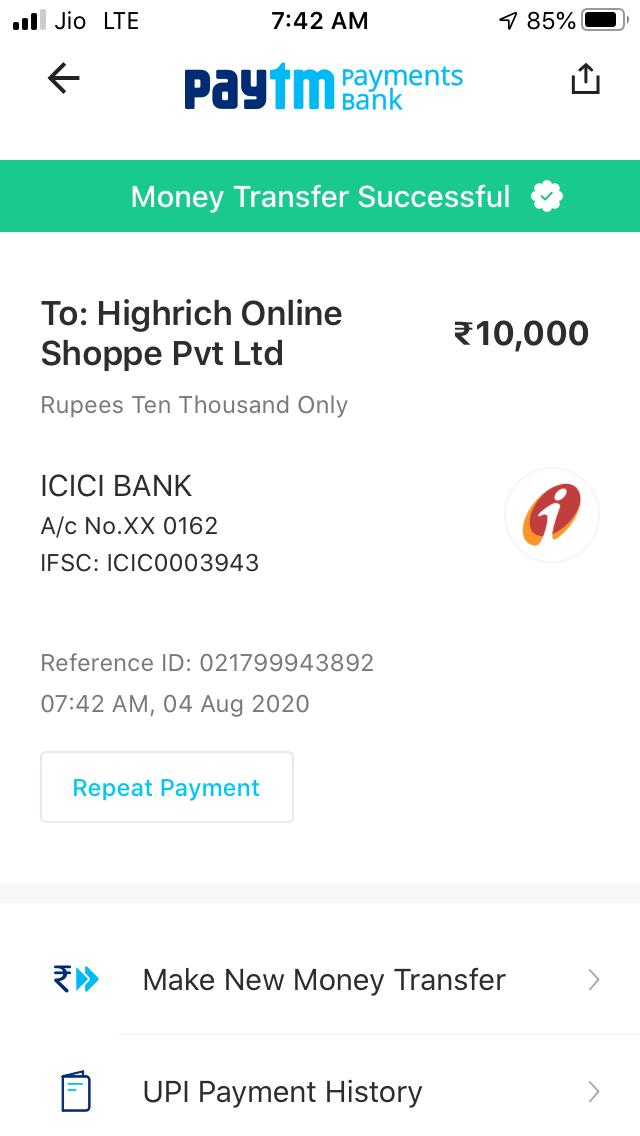 Jio LTE 7:42 AM 85%
paytm Payments Bank
Money Transfer Successful
To: Highrich Online
Shoppe Pvt Ltd
₹10,000
Rupees Ten Thousand Only
ICICI BANK
A/c No.XX 0162
IFSC: ICIC0003943
Reference ID: 021799943892
07:42 AM, 04 Aug 2020
Repeat Payment
Make New Money Transfer
UPI Payment History